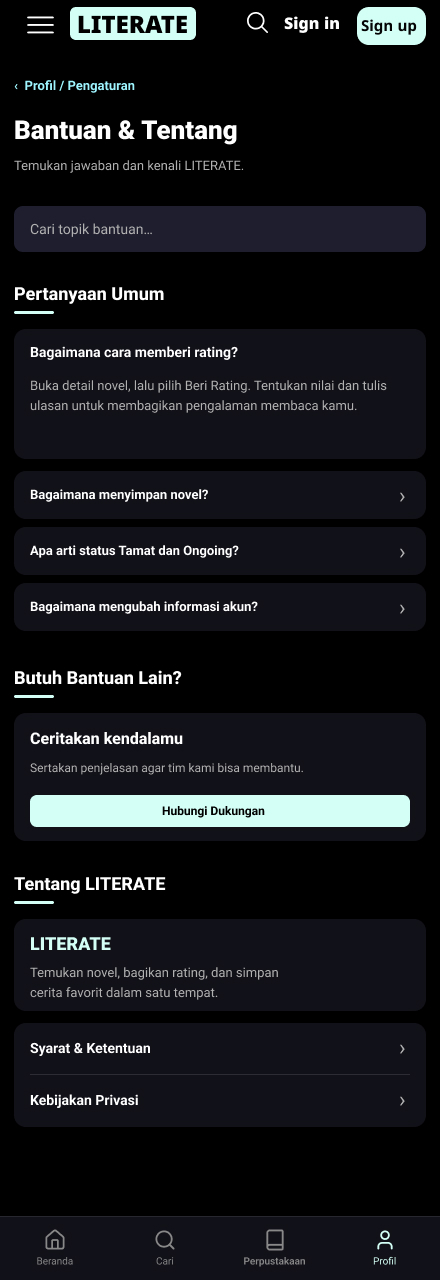 LITERATE
Sign in
Sign up
‹ Profil / Pengaturan
Bantuan & Tentang
Temukan jawaban dan kenali LITERATE.
Cari topik bantuan…
Pertanyaan Umum
Bagaimana cara memberi rating?
Buka detail novel, lalu pilih Beri Rating. Tentukan nilai dan tulis
ulasan untuk membagikan pengalaman membaca kamu.
Bagaimana menyimpan novel? ›
Apa arti status Tamat dan Ongoing? ›
Bagaimana mengubah informasi akun? ›
Butuh Bantuan Lain?
Ceritakan kendalamu
Sertakan penjelasan agar tim kami bisa membantu.
Hubungi Dukungan
Tentang LITERATE
LITERATE
Temukan novel, bagikan rating, dan simpan
cerita favorit dalam satu tempat.
Syarat & Ketentuan ›
Kebijakan Privasi ›
Beranda
Cari
Perpustakaan
Profil